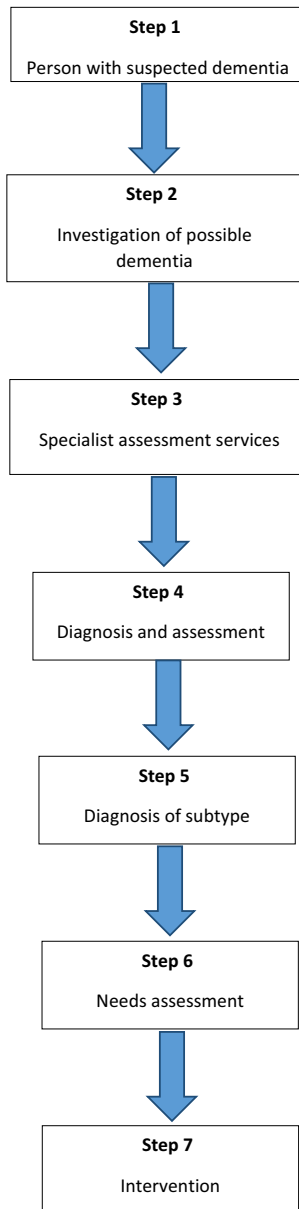 Step 1
Person with suspected dementia
Step 2
Investigation of possible
dementia
Step 3
Specialist assessment services
Step 4
Diagnosis and assessment
Step 5
Diagnosis of subtype
Step 6
Needs assessment
Step 7
Intervention